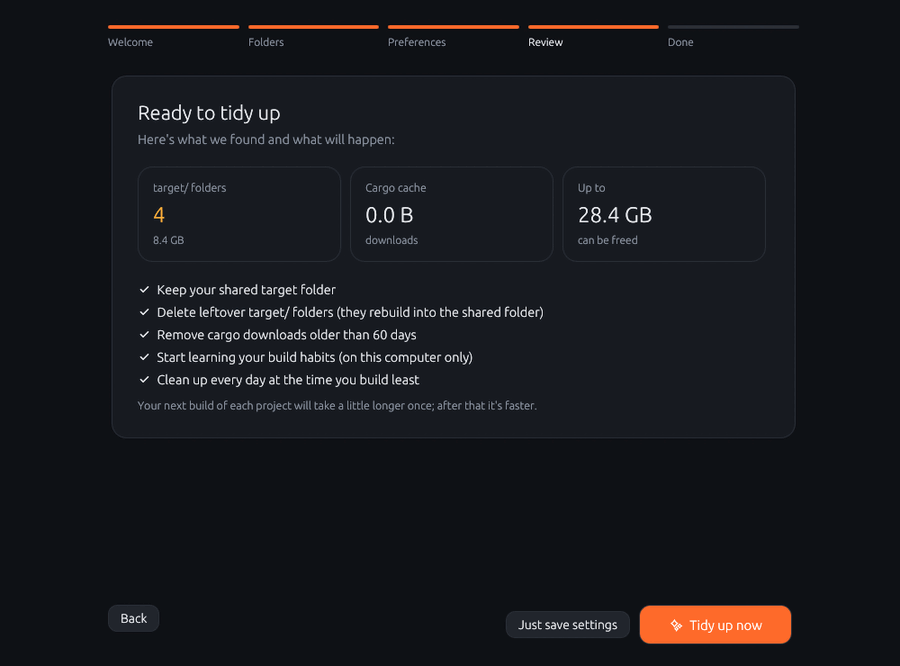 Welcome
Folders
Preferences
Review
Done
Ready to tidy up
Here's what we found and what will happen:
target/ folders
4
8.4 GB
Cargo cache
0.0 B
downloads
Up to
28.4 GB
can be freed
Keep your shared target folder
Delete leftover target/ folders (they rebuild into the shared folder)
Remove cargo downloads older than 60 days
Start learning your build habits (on this computer only)
Clean up every day at the time you build least
Your next build of each project will take a little longer once; after that it's faster.
Back
Just save settings
Tidy up now